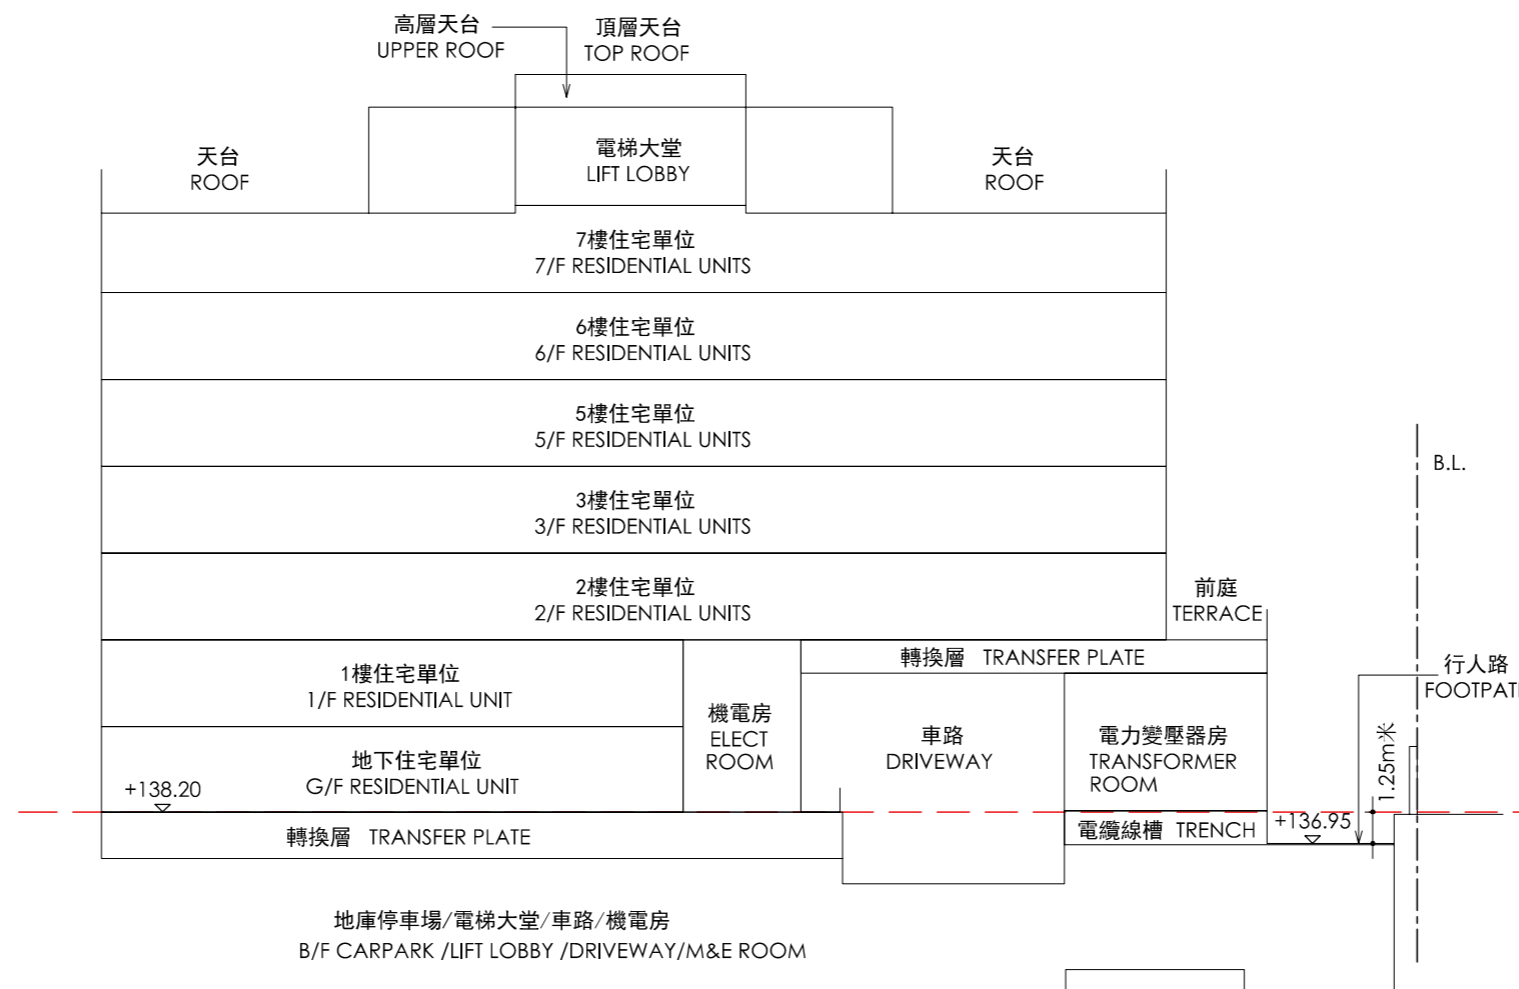 高層天台
UPPER ROOF
頂層天台
TOP ROOF
天台
ROOF
電梯大堂
LIFT LOBBY
天台
ROOF
7樓住宅單位
7/F RESIDENTIAL UNITS
6樓住宅單位
6/F RESIDENTIAL UNITS
5樓住宅單位
5/F RESIDENTIAL UNITS
B.L.
3樓住宅單位
3/F RESIDENTIAL UNITS
2樓住宅單位
2/F RESIDENTIAL UNITS
前庭
TERRACE
1樓住宅單位
1/F RESIDENTIAL UNIT
轉換層 TRANSFER PLATE
行人路
FOOTPATH
機電房
ELECT
ROOM
車路
DRIVEWAY
電力變壓器房
TRANSFORMER
ROOM
1.25m米
地下住宅單位
G/F RESIDENTIAL UNIT
+138.20
轉換層 TRANSFER PLATE
電纜線槽 TRENCH
+136.95
地庫停車場/電梯大堂/車路/機電房
B/F CARPARK /LIFT LOBBY /DRIVEWAY/M&E ROOM